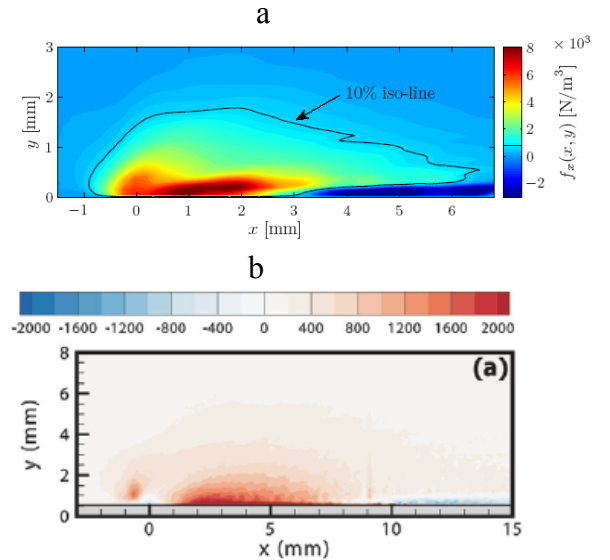 a
× 10³
3
2
1
0
y [mm]
10% iso-line
8
6
4
2
0
−2
fₓ(x, y) [N/m³]
−1 0 1 2 3 4 5 6
x [mm]
b
-2000 -1600 -1200 -800 -400 0 400 800 1200 1600 2000
(a)
8
6
4
2
0
y (mm)
0 5 10 15
x (mm)